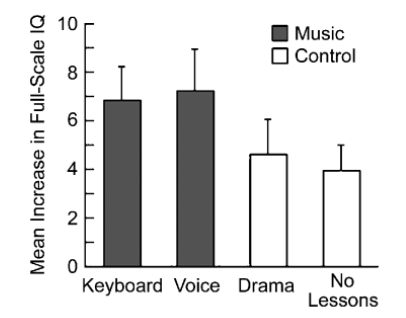 Mean Increase in Full-Scale IQ
10
8
6
4
2
0
Music
Control
Keyboard Voice Drama No
Lessons